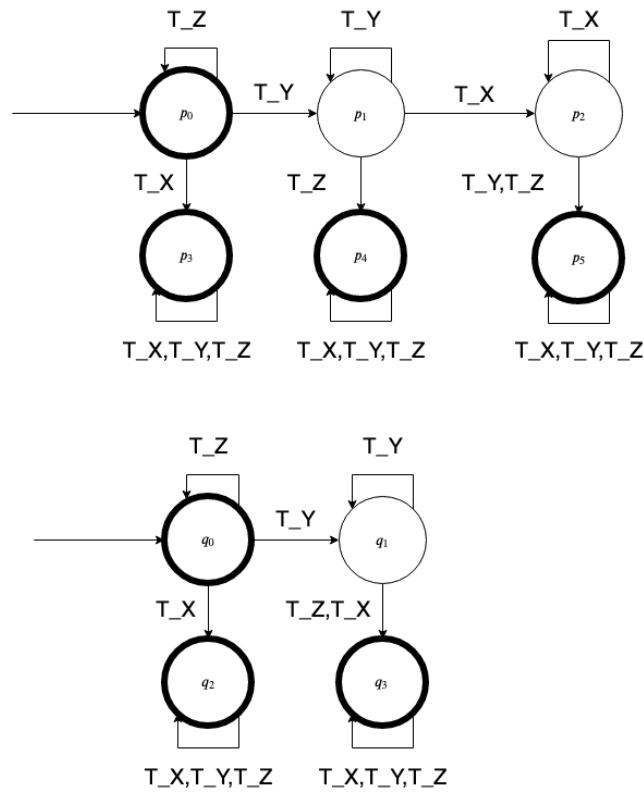 T_Z T_Y T_X
p0 T_Y p1 T_X p2
T_X T_Z T_Y,T_Z
p3 p4 p5
T_X,T_Y,T_Z T_X,T_Y,T_Z T_X,T_Y,T_Z
T_Z T_Y
q0 T_Y q1
T_X T_Z,T_X
q2 q3
T_X,T_Y,T_Z T_X,T_Y,T_Z